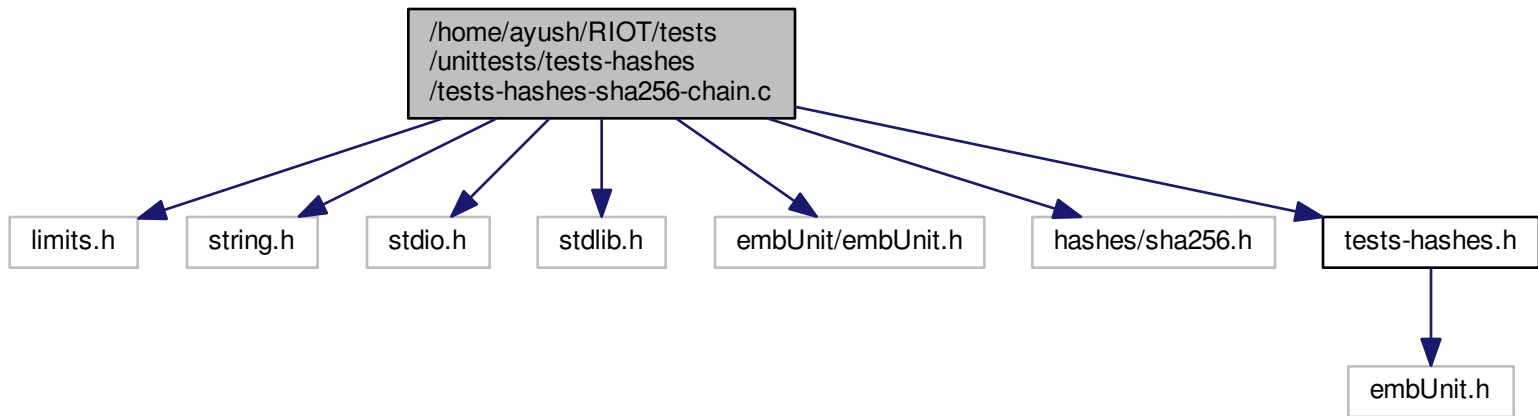 /home/ayush/RIOT/tests
/unittests/tests-hashes
/tests-hashes-sha256-chain.c
limits.h
string.h
stdio.h
stdlib.h
embUnit/embUnit.h
hashes/sha256.h
tests-hashes.h
embUnit.h